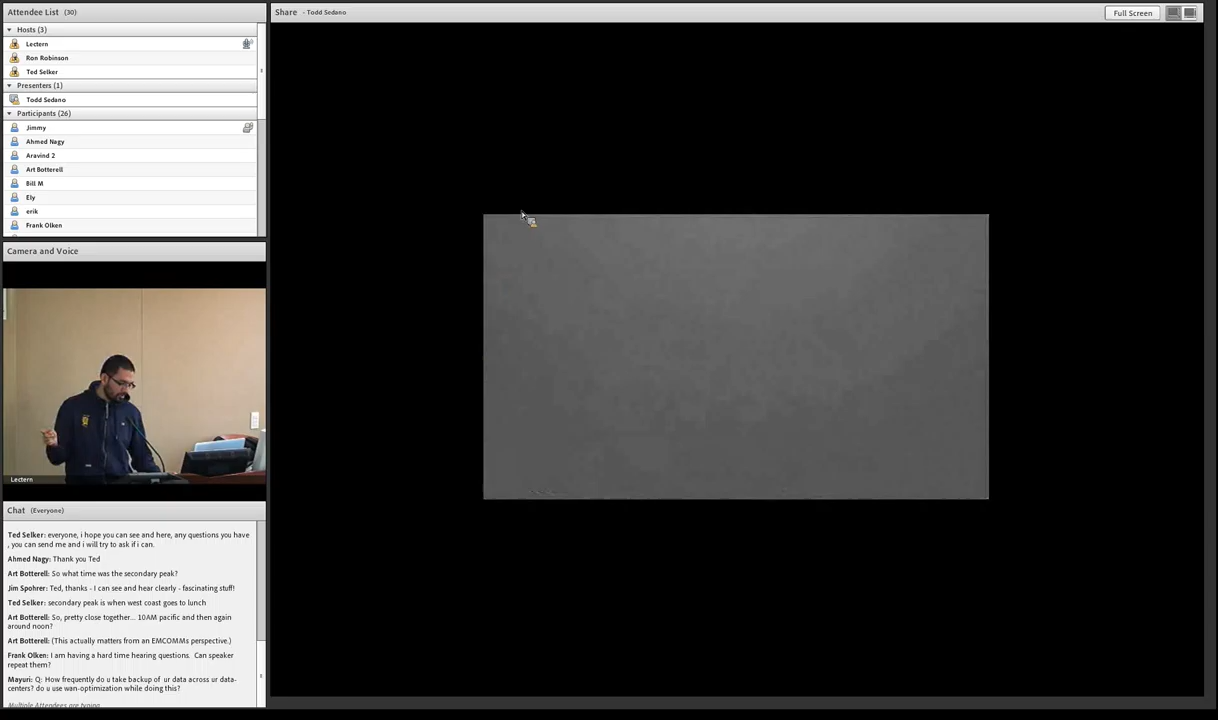 Attendee List (30)
Hosts (3)
Lectern
Ron Robinson
Ted Selker
Presenters (1)
Todd Sedano
Participants (26)
Jimmy
Ahmed Nagy
Aravind 2
Art Botterell
Bill M
Ely
erik
Frank Olken
Camera and Voice
Lectern
Chat (Everyone)
Ted Selker: everyone, i hope you can see and here, any questions you have
, you can send me and i will try to ask if i can.
Ahmed Nagy: Thank you Ted
Art Botterell: So what time was the secondary peak?
Jim Spohrer: Ted, thanks - I can see and hear clearly - fascinating stuff!
Ted Selker: secondary peak is when west coast goes to lunch
Art Botterell: So, pretty close together... 10AM pacific and then again
around noon?
Art Botterell: (This actually matters from an EMCOMMs perspective.)
Frank Olken: I am having a hard time hearing questions.  Can speaker
repeat them?
Mayuri: Q: How frequently do u take backup of  ur data across ur data-
centers? do u use wan-optimization while doing this?
Multiple Attendees are typing
Share - Todd Sedano
Full Screen